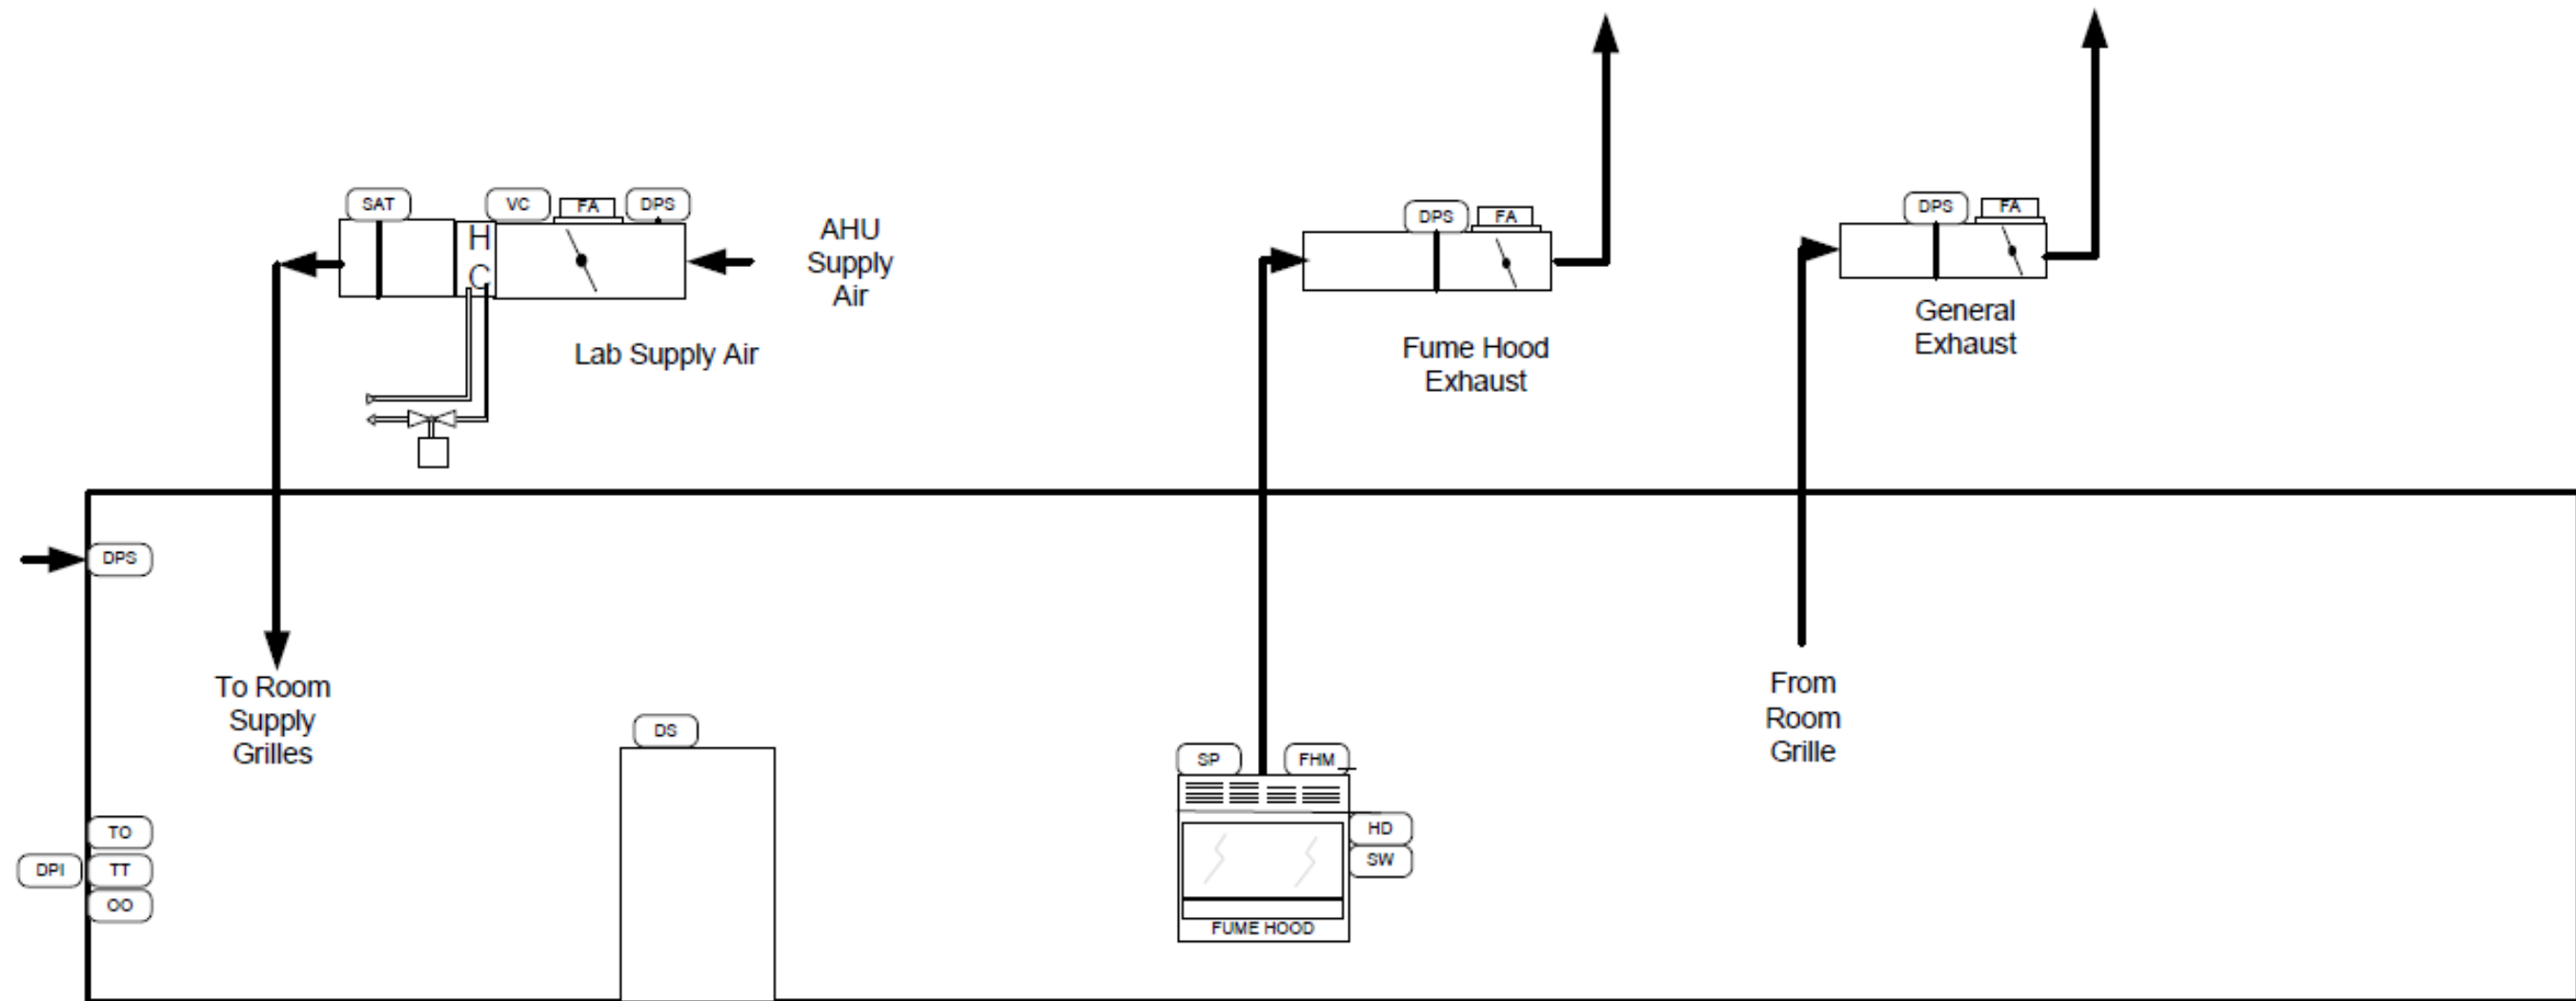 SAT
VC
FA
DPS
H
C
AHU
Supply
Air
Lab Supply Air
DPS
FA
Fume Hood
Exhaust
DPS
FA
General
Exhaust
DPS
To Room
Supply
Grilles
From
Room
Grille
DS
SP
FHM
HD
SW
FUME HOOD
TO
DPI
TT
OO